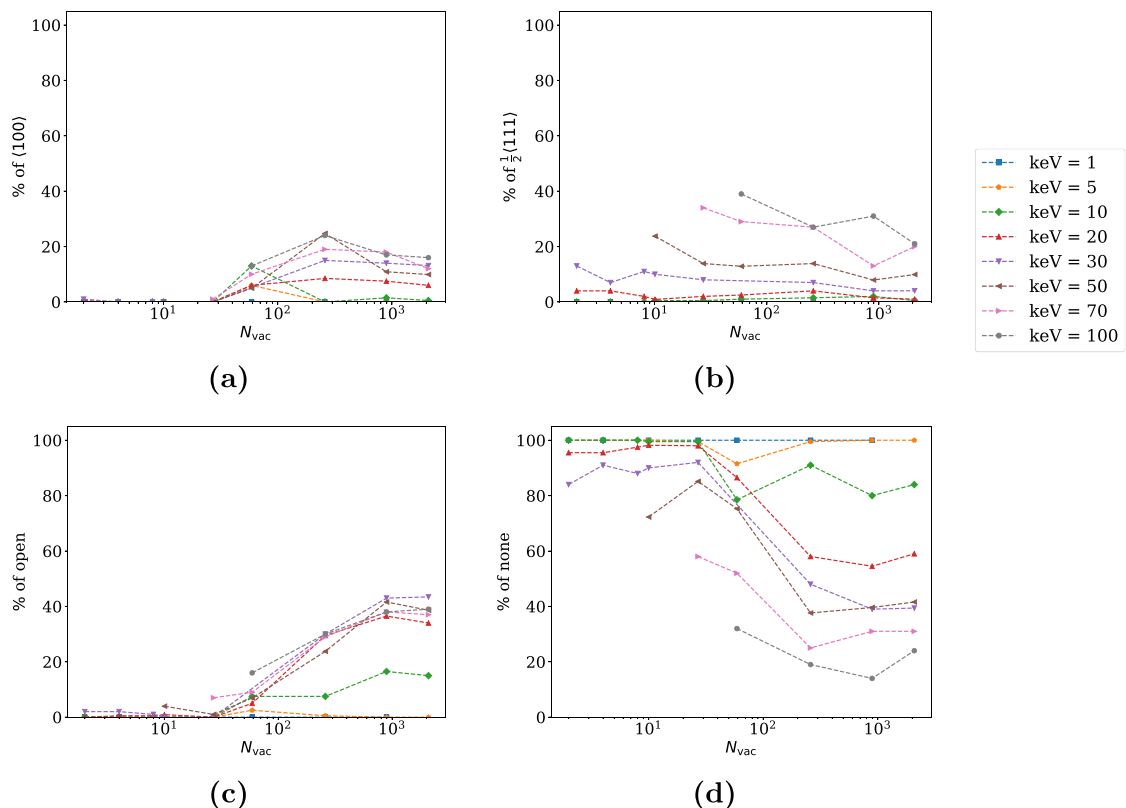 100
80
60
40
20
0
% of ⟨100⟩
10¹ 10² 10³
N_vac
(a)
100
80
60
40
20
0
% of ½⟨111⟩
10¹ 10² 10³
N_vac
(b)
keV = 1
keV = 5
keV = 10
keV = 20
keV = 30
keV = 50
keV = 70
keV = 100
100
80
60
40
20
0
% of open
10¹ 10² 10³
N_vac
(c)
100
80
60
40
20
0
% of none
10¹ 10² 10³
N_vac
(d)